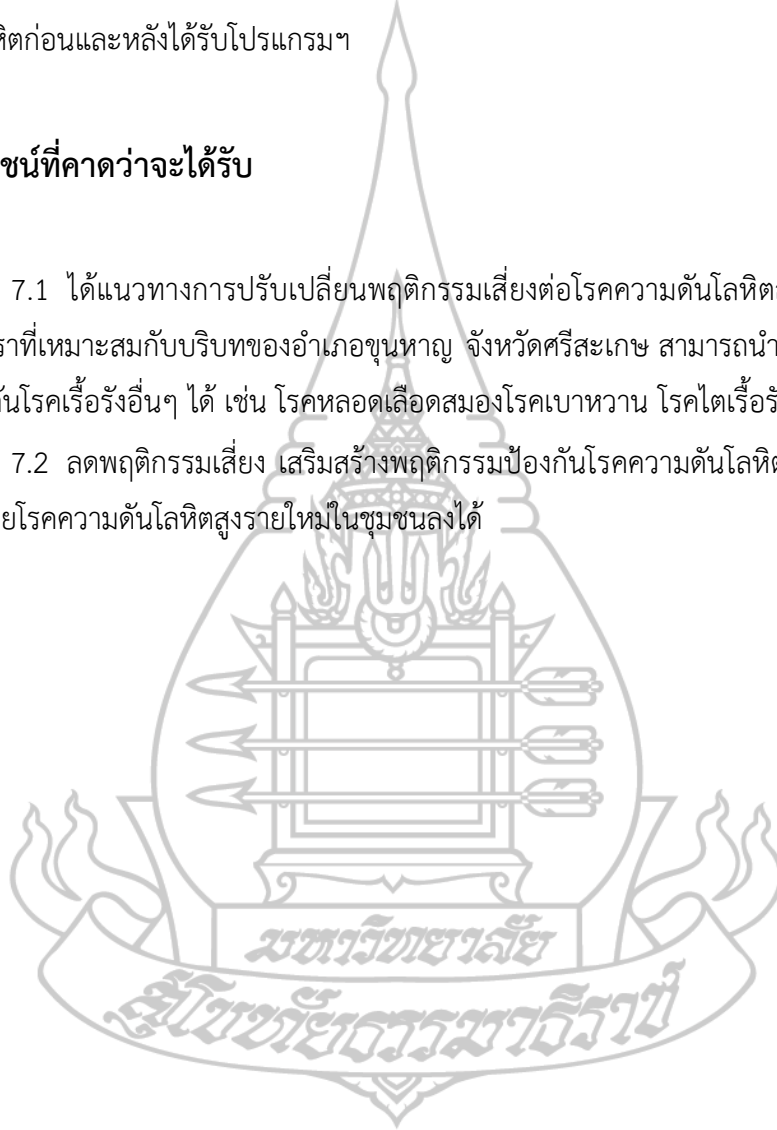 หิตก่อนและหลังได้รับโปรแกรมฯ
ชน์ที่คาดว่าจะได้รับ
7.1 ได้แนวทางการปรับเปลี่ยนพฤติกรรมเสี่ยงต่อโรคความดันโลหิต
ราที่เหมาะสมกับบริบทของอำเภอขุนหาญ จังหวัดศรีสะเกษ สามารถนำ
ันโรคเรื้อรังอื่นๆ ได้ เช่น โรคหลอดเลือดสมองโรคเบาหวาน โรคไตเรื้อรั
7.2 ลดพฤติกรรมเสี่ยง เสริมสร้างพฤติกรรมป้องกันโรคความดันโลหิต
ยโรคความดันโลหิตสูงรายใหม่ในชุมชนลงได้
มหาวิทยาลัย
สุโขทัยธรรมาธิราช